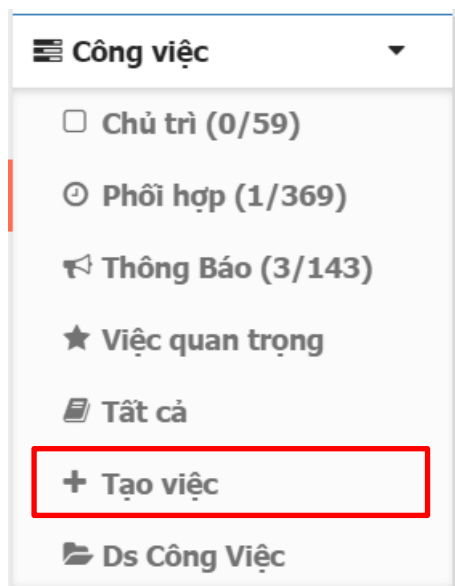 Công việc
Chủ trì (0/59)
Phối hợp (1/369)
Thông Báo (3/143)
Việc quan trọng
Tất cả
Tạo việc
Ds Công Việc